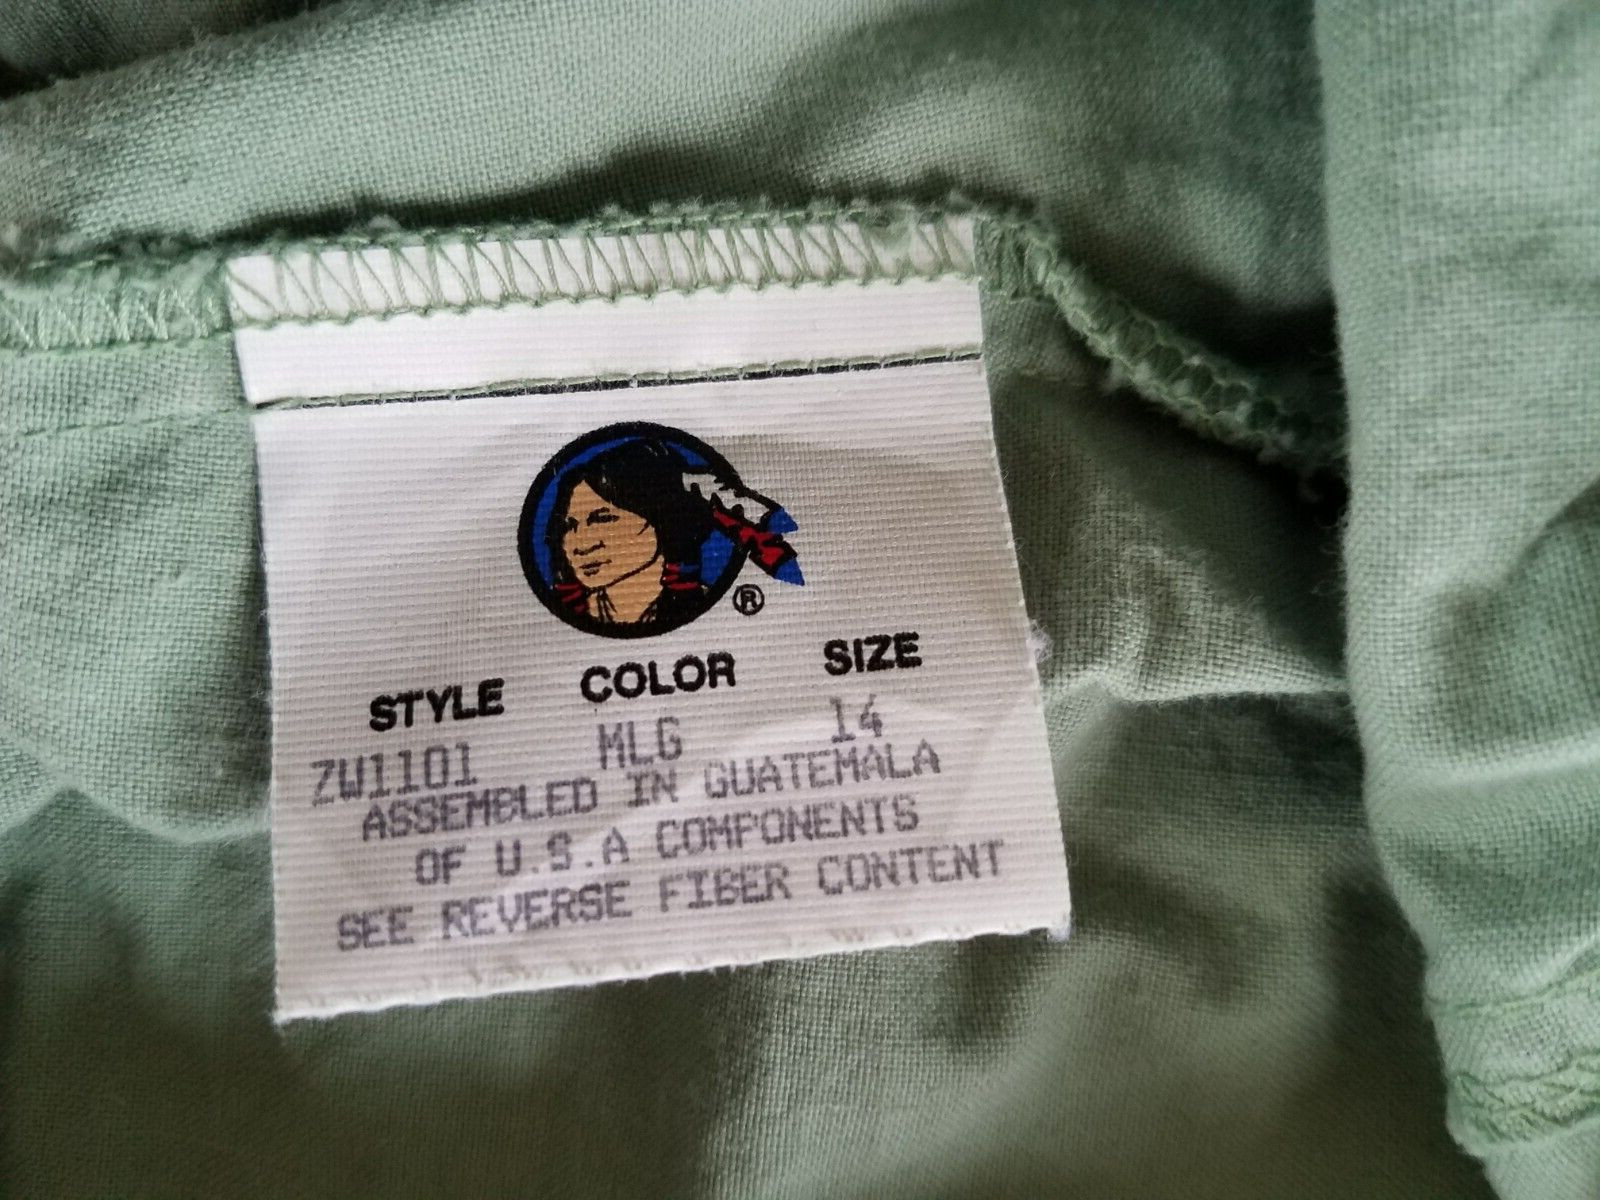 ®
STYLE COLOR SIZE
ZW1101 MLG 14
ASSEMBLED IN GUATEMALA
OF U.S.A COMPONENTS
SEE REVERSE FIBER CONTENT